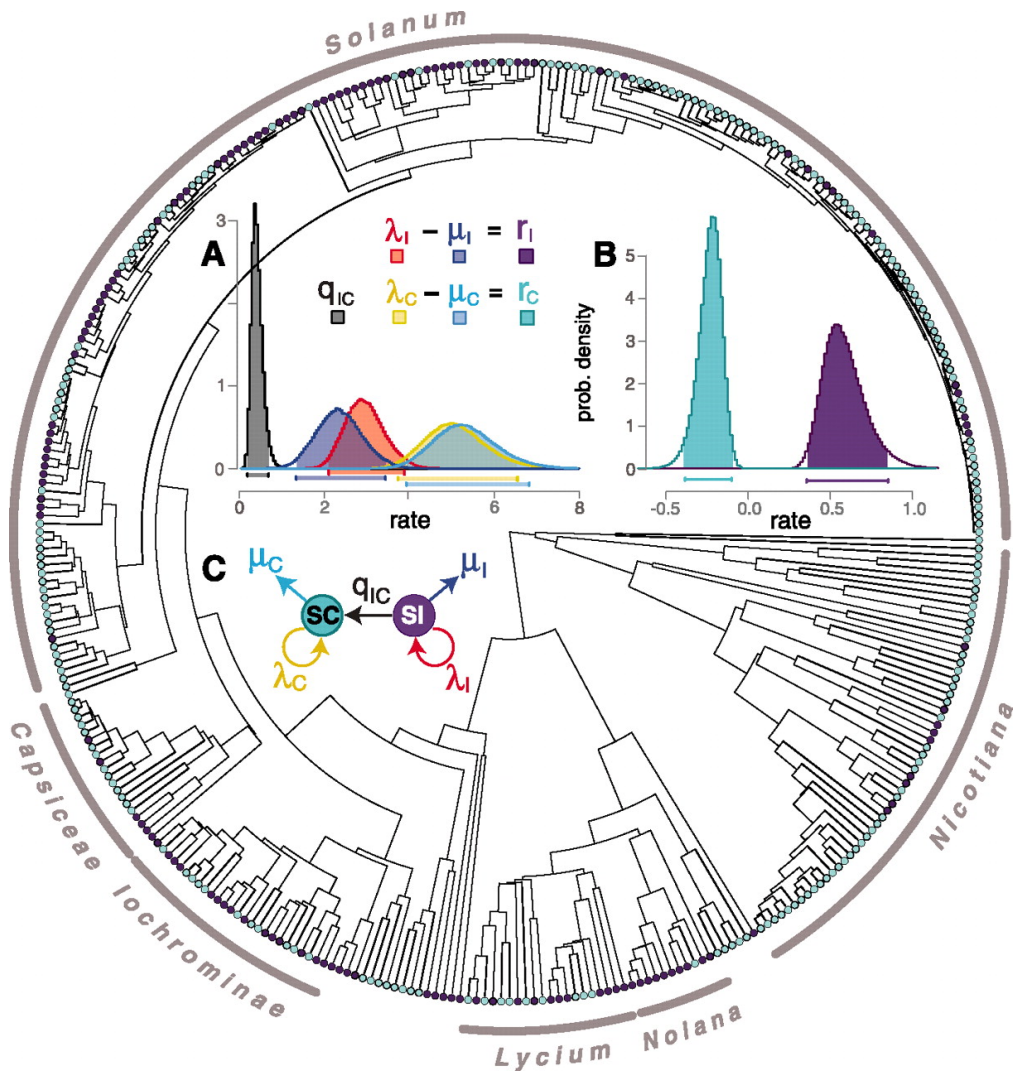 Solanum
A
λI – μI = rI
qIC
λC – μC = rC
3
1
0
0 2 4 6 8
rate
B
prob. density
5
4
3
2
1
0
-0.5 0.0 0.5 1.0
rate
C
μC
qIC
μI
SC
SI
λC
λI
Nicotiana
Capsiceae Iochrominae
Lycium Nolana